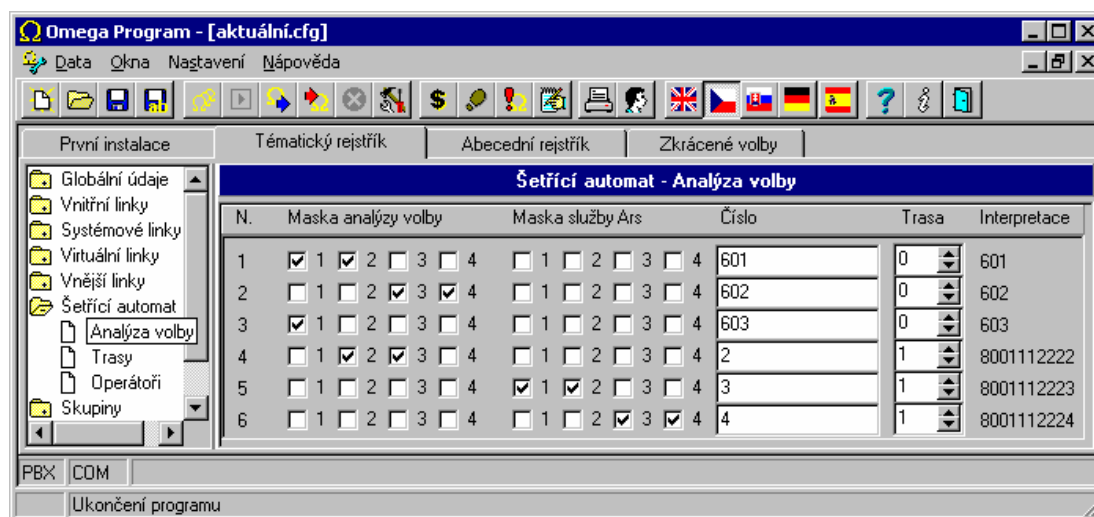 Omega Program - [aktuální.cfg]
Data Okna Nastavení Nápověda
První instalace Tématický rejstřík Abecední rejstřík Zkrácené volby
Globální údaje
Vnitřní linky
Systémové linky
Virtuální linky
Vnější linky
Šetřící automat
Analýza volby
Trasy
Operátoři
Skupiny
Šetřící automat - Analýza volby
N. Maska analýzy volby Maska služby Ars Číslo Trasa Interpretace
1 1 2 3 4 1 2 3 4 601 0 601
2 1 2 3 4 1 2 3 4 602 0 602
3 1 2 3 4 1 2 3 4 603 0 603
4 1 2 3 4 1 2 3 4 2 1 8001112222
5 1 2 3 4 1 2 3 4 3 1 8001112223
6 1 2 3 4 1 2 3 4 4 1 8001112224
PBX COM
Ukončení programu